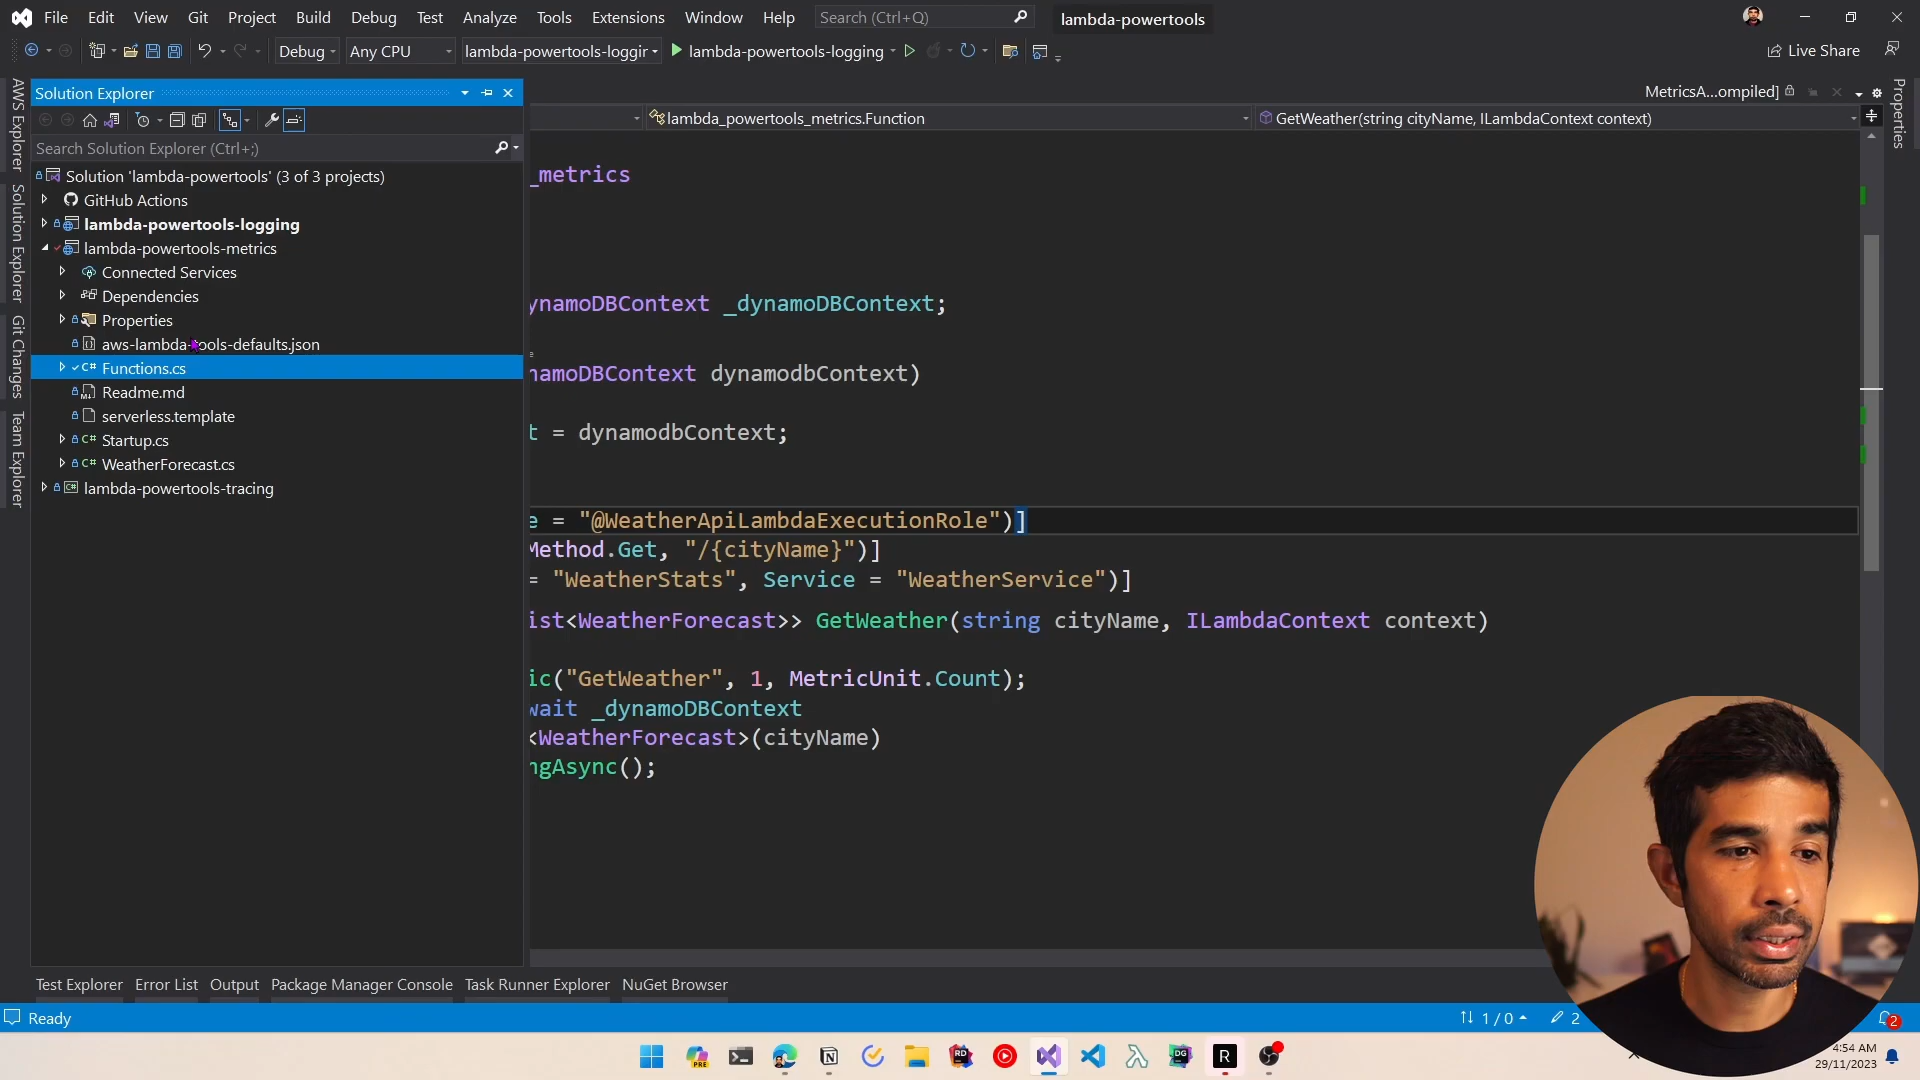 File Edit View Git Project Build Debug Test Analyze Tools Extensions Window Help Search (Ctrl+Q) lambda-powertools
Debug Any CPU lambda-powertools-loggir lambda-powertools-logging Live Share
Solution Explorer
MetricsA...ompiled]
lambda_powertools_metrics.Function GetWeather(string cityName, ILambdaContext context)
Search Solution Explorer (Ctrl+;)
Solution 'lambda-powertools' (3 of 3 projects)
GitHub Actions
lambda-powertools-logging
lambda-powertools-metrics
Connected Services
Dependencies
Properties
aws-lambda-tools-defaults.json
Functions.cs
Readme.md
serverless.template
Startup.cs
WeatherForecast.cs
lambda-powertools-tracing
AWS Explorer
Solution Explorer
Git Changes
Team Explorer
Properties
_metrics
ynamoDBContext _dynamoDBContext;
namoDBContext dynamodbContext)
t = dynamodbContext;
e = "@WeatherApiLambdaExecutionRole")]
Method.Get, "/{cityName}")]
= "WeatherStats", Service = "WeatherService")]
ist<WeatherForecast>> GetWeather(string cityName, ILambdaContext context)
ic("GetWeather", 1, MetricUnit.Count);
wait _dynamoDBContext
<WeatherForecast>(cityName)
ngAsync();
Test Explorer Error List Output Package Manager Console Task Runner Explorer NuGet Browser
Ready 1 / 0 2 2
4:54 AM
29/11/2023